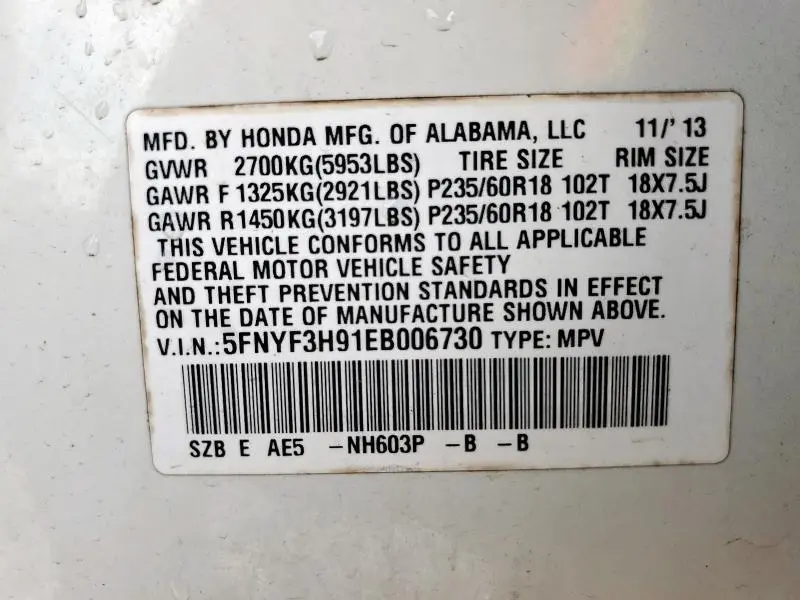 MFD. BY HONDA MFG. OF ALABAMA, LLC 11/'13
GVWR 2700KG(5953LBS) TIRE SIZE RIM SIZE
GAWR F 1325KG(2921LBS) P235/60R18 102T 18X7.5J
GAWR R1450KG(3197LBS) P235/60R18 102T 18X7.5J
THIS VEHICLE CONFORMS TO ALL APPLICABLE
FEDERAL MOTOR VEHICLE SAFETY
AND THEFT PREVENTION STANDARDS IN EFFECT
ON THE DATE OF MANUFACTURE SHOWN ABOVE.
V.I.N.:5FNYF3H91EB006730 TYPE: MPV
SZB E AE5 -NH603P -B -B